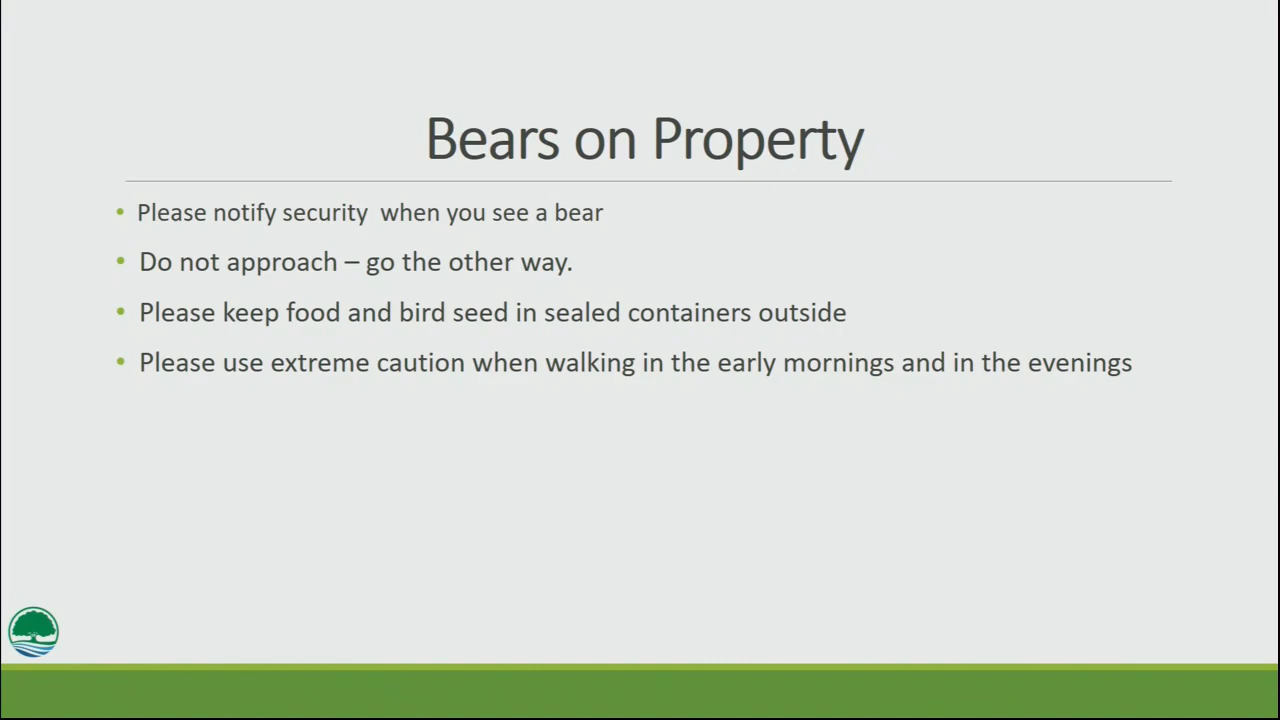 Bears on Property
• Please notify security  when you see a bear
• Do not approach – go the other way.
• Please keep food and bird seed in sealed containers outside
• Please use extreme caution when walking in the early mornings and in the evenings